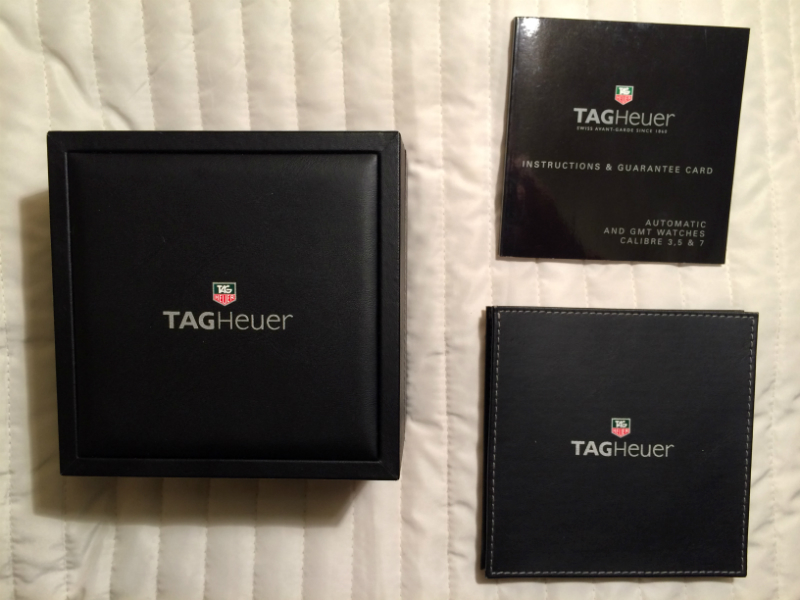 TAG
HEUER
TAGHeuer
TAG
HEUER
TAGHeuer
SWISS AVANT-GARDE SINCE 1860
INSTRUCTIONS & GUARANTEE CARD
AUTOMATIC
AND GMT WATCHES
CALIBRE 3,5 & 7
TAG
HEUER
TAGHeuer